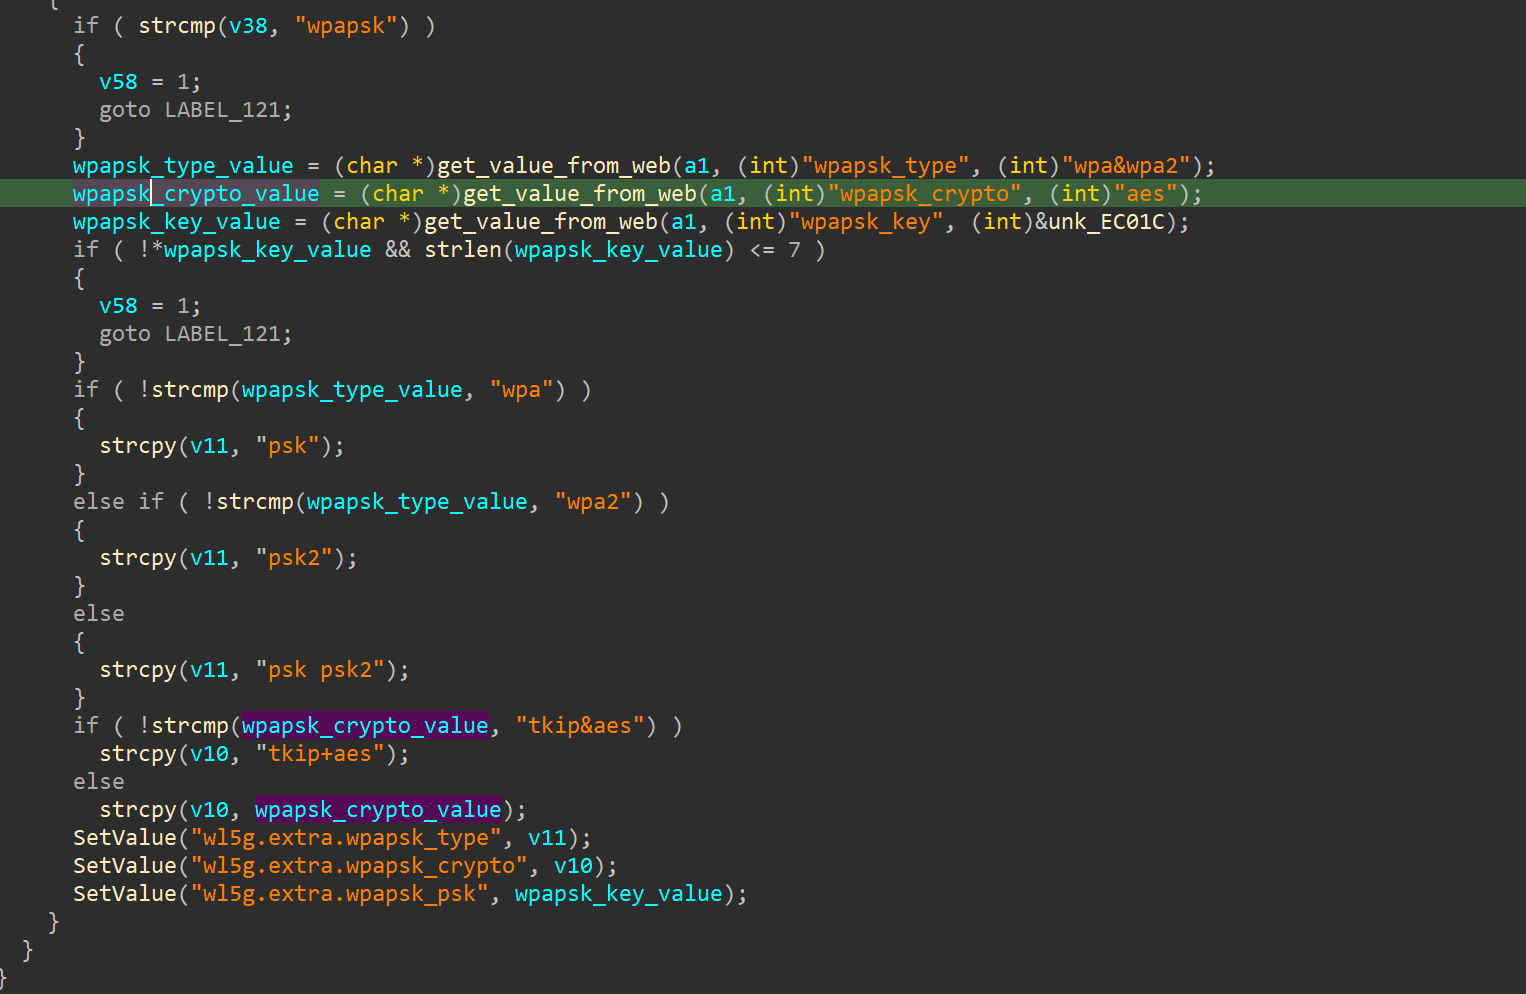 {
if ( strcmp(v38, "wpapsk") )
{
v58 = 1;
goto LABEL_121;
}
wpapsk_type_value = (char *)get_value_from_web(a1, (int)"wpapsk_type", (int)"wpa&wpa2");
wpapsk_crypto_value = (char *)get_value_from_web(a1, (int)"wpapsk_crypto", (int)"aes");
wpapsk_key_value = (char *)get_value_from_web(a1, (int)"wpapsk_key", (int)&unk_EC01C);
if ( !*wpapsk_key_value && strlen(wpapsk_key_value) <= 7 )
{
v58 = 1;
goto LABEL_121;
}
if ( !strcmp(wpapsk_type_value, "wpa") )
{
strcpy(v11, "psk");
}
else if ( !strcmp(wpapsk_type_value, "wpa2") )
{
strcpy(v11, "psk2");
}
else
{
strcpy(v11, "psk psk2");
}
if ( !strcmp(wpapsk_crypto_value, "tkip&aes") )
strcpy(v10, "tkip+aes");
else
strcpy(v10, wpapsk_crypto_value);
SetValue("wl5g.extra.wpapsk_type", v11);
SetValue("wl5g.extra.wpapsk_crypto", v10);
SetValue("wl5g.extra.wpapsk_psk", wpapsk_key_value);
}
}
}